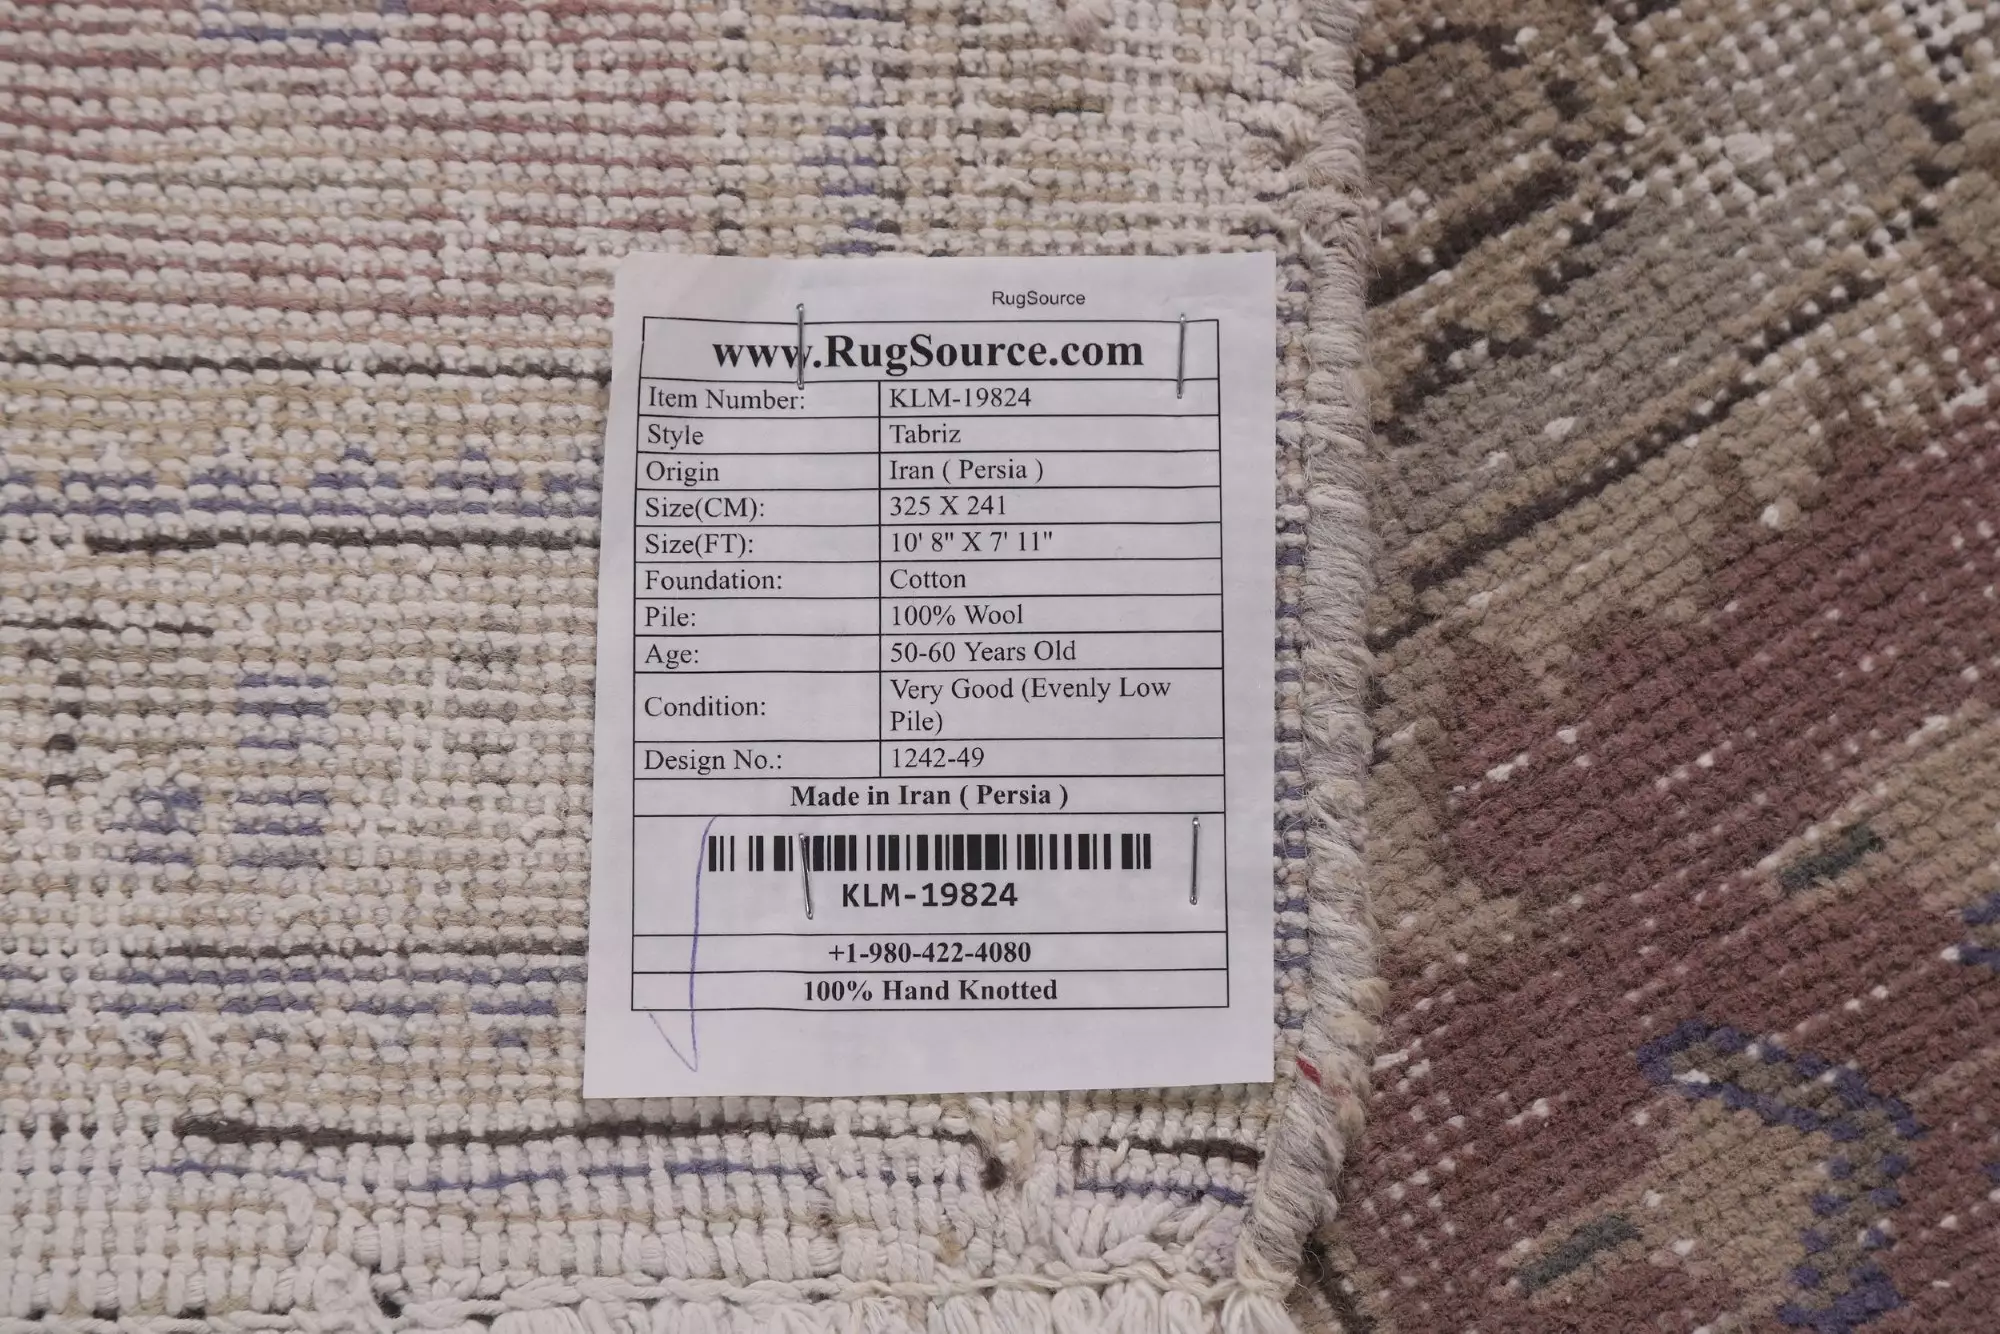 RugSource
www.RugSource.com
Item Number: KLM-19824
Style Tabriz
Origin Iran ( Persia )
Size(CM): 325 X 241
Size(FT): 10' 8" X 7' 11"
Foundation: Cotton
Pile: 100% Wool
Age: 50-60 Years Old
Condition: Very Good (Evenly Low
Pile)
Design No.: 1242-49
Made in Iran ( Persia )
KLM-19824
+1-980-422-4080
100% Hand Knotted